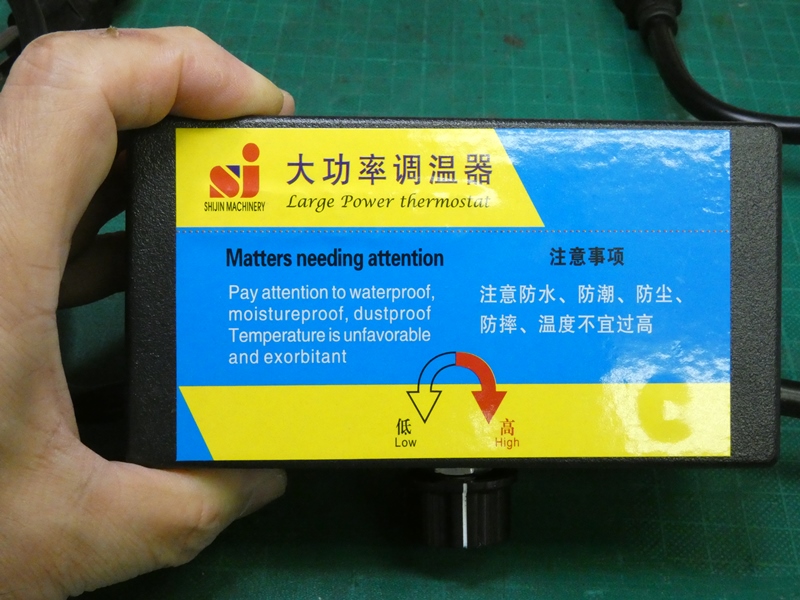 SHIJIN MACHINERY
大功率调温器
Large Power thermostat
Matters needing attention
Pay attention to waterproof,
moistureproof, dustproof
Temperature is unfavorable
and exorbitant
注意事项
注意防水、防潮、防尘、
防摔、温度不宜过高
低
Low
高
High